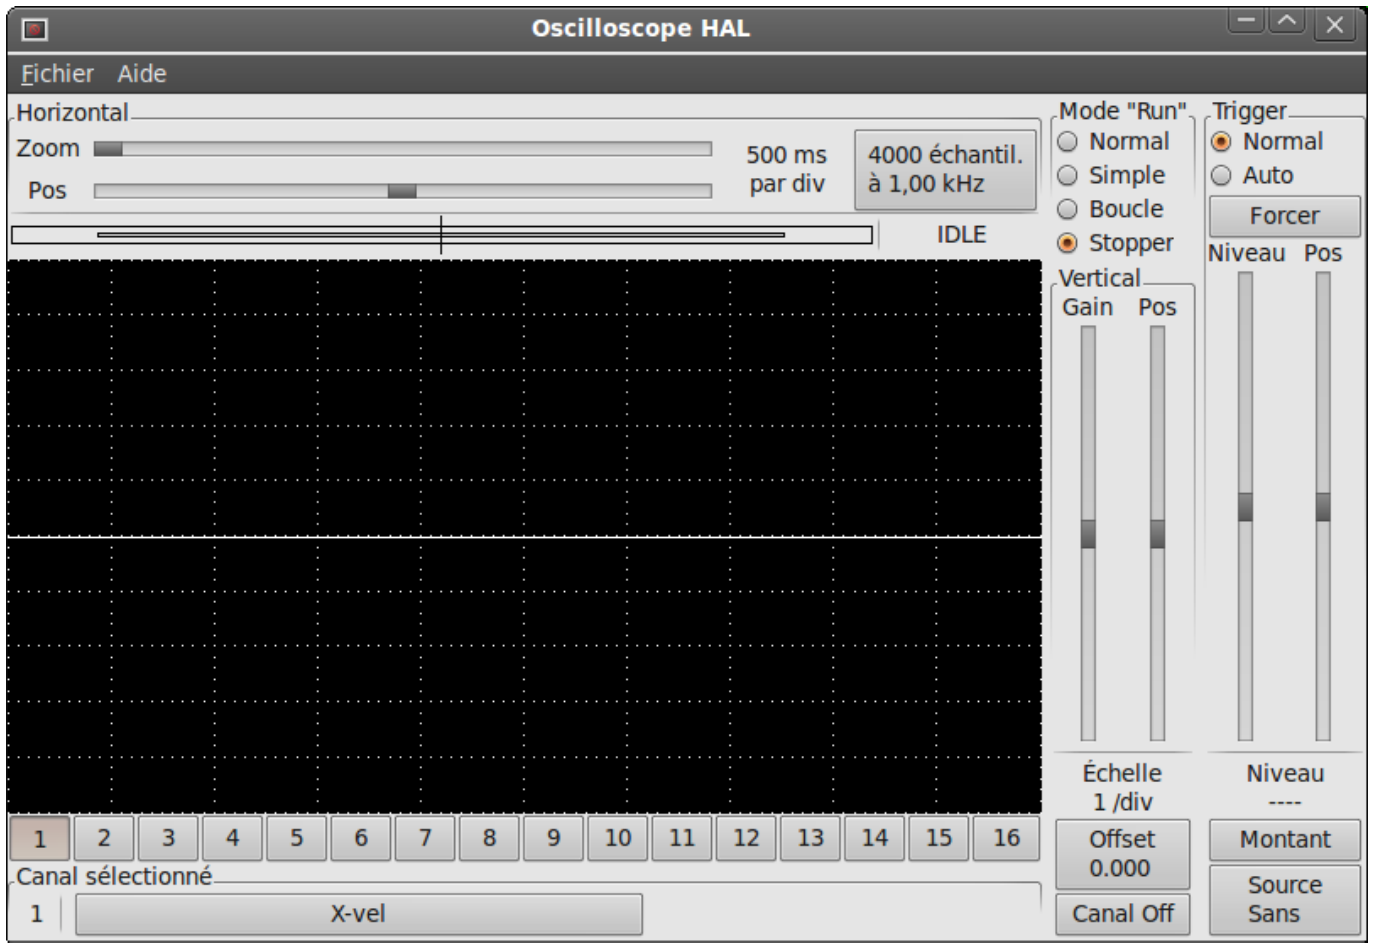 Oscilloscope HAL
Fichier Aide
Horizontal
Zoom
Pos
500 ms
par div
4000 échantil.
à 1,00 kHz
IDLE
Mode "Run"
Normal
Simple
Boucle
Stopper
Trigger
Normal
Auto
Forcer
Niveau Pos
Vertical
Gain Pos
Échelle
1 /div
Offset
0.000
Canal Off
Niveau
----
Montant
Source
Sans
1 2 3 4 5 6 7 8 9 10 11 12 13 14 15 16
Canal sélectionné
1 X-vel